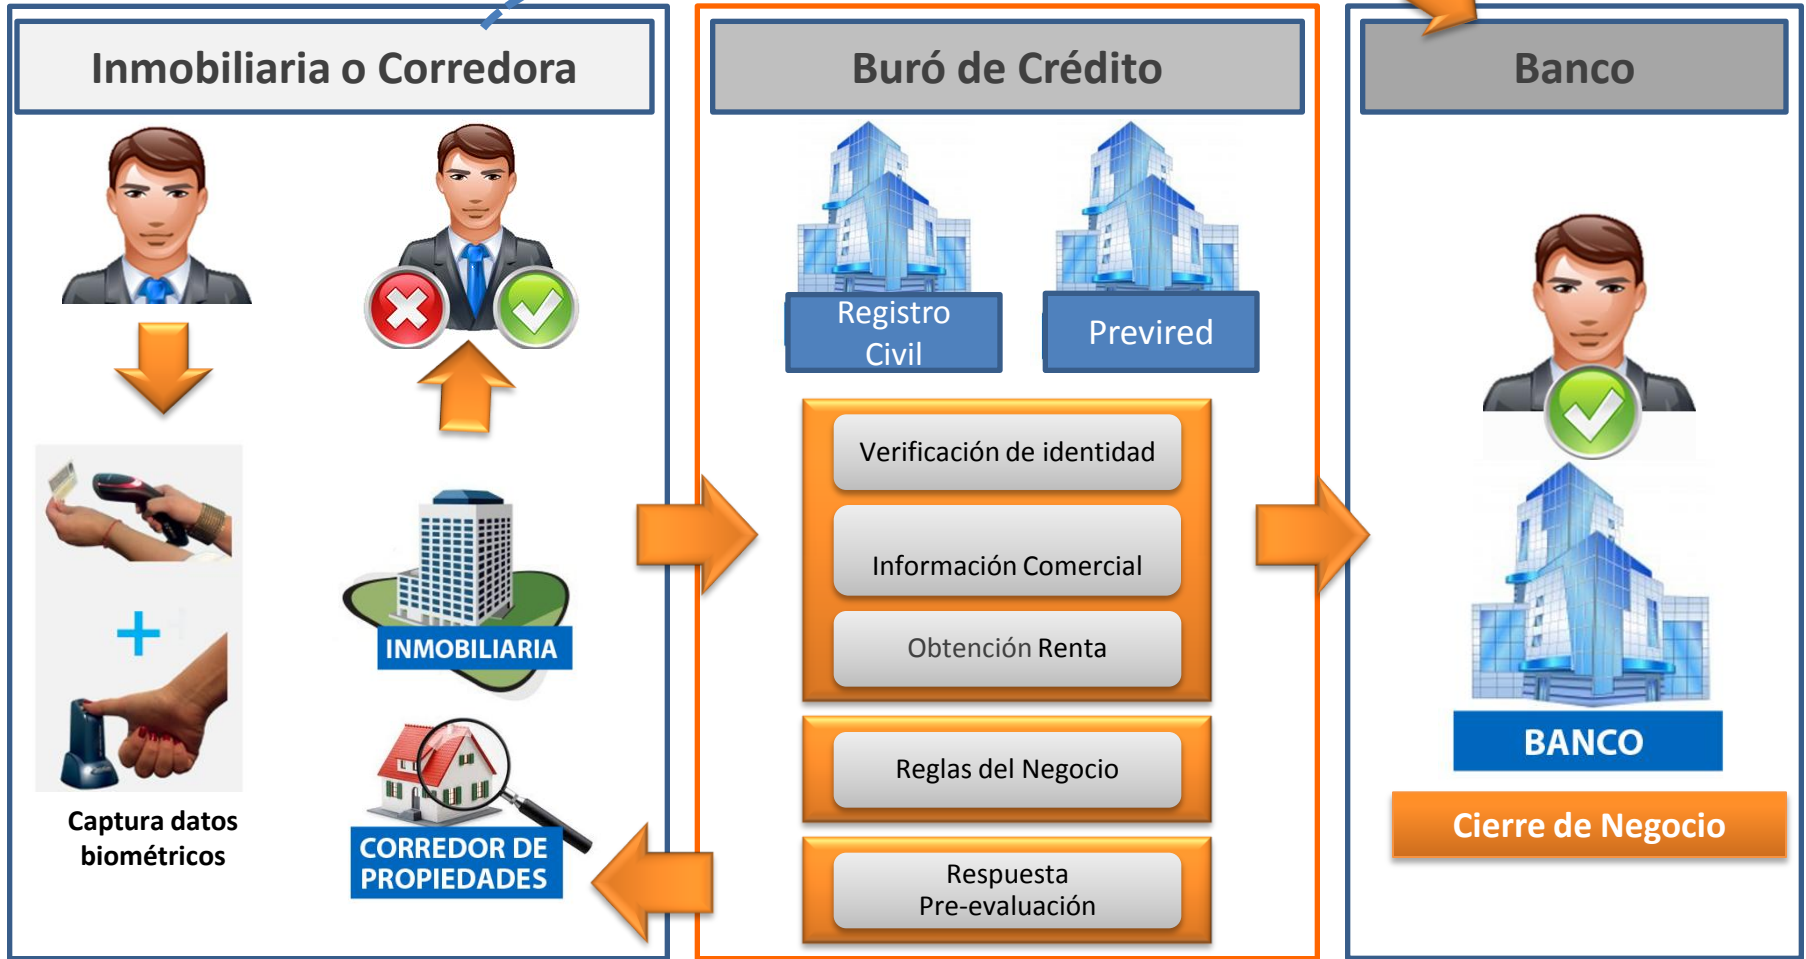 Inmobiliaria o Corredora
Captura datos
biométricos
INMOBILIARIA
CORREDOR DE
PROPIEDADES
Buró de Crédito
Registro
Civil
Previred
Verificación de identidad
Información Comercial
Obtención Renta
Reglas del Negocio
Respuesta
Pre-evaluación
Banco
BANCO
Cierre de Negocio